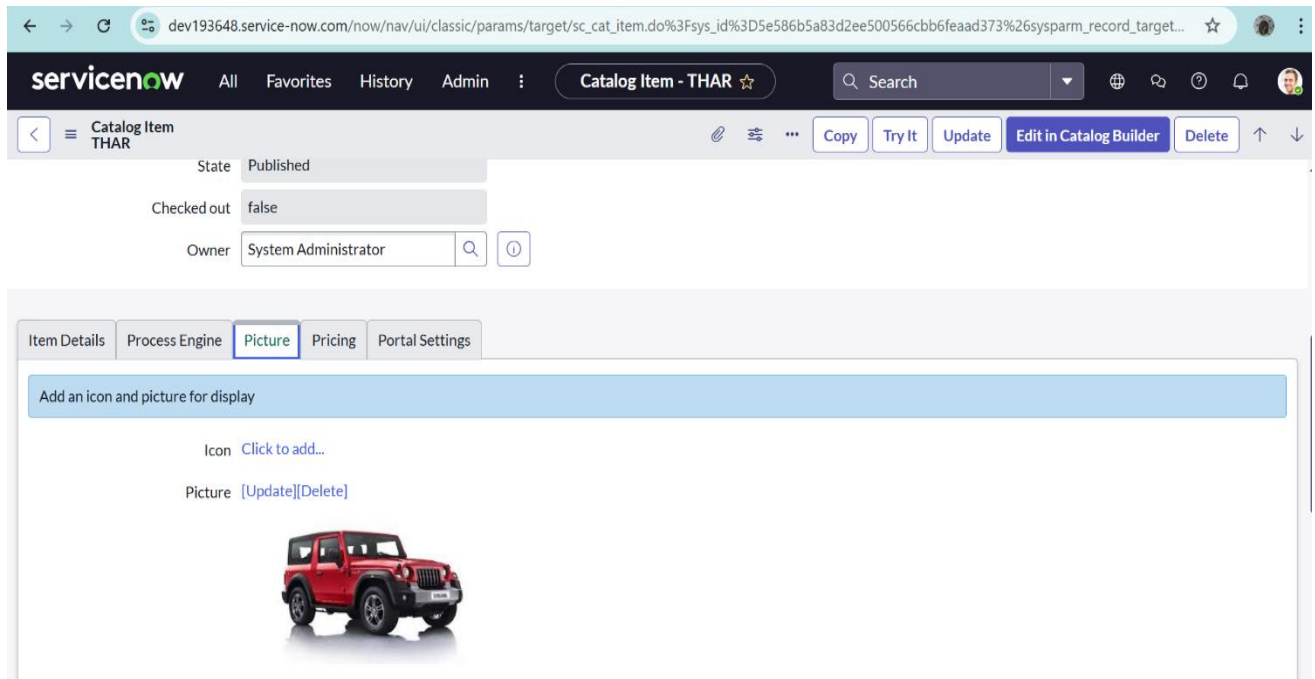 dev193648.service-now.com/now/nav/ui/classic/params/target/sc_cat_item.do%3Fsys_id%3D5e586b5a83d2ee500566cbb6feaad373%26sysparm_record_target...
servicenow All Favorites History Admin Catalog Item - THAR Search
Catalog Item
THAR
Copy Try It Update Edit in Catalog Builder Delete
State Published
Checked out false
Owner System Administrator
Item Details Process Engine Picture Pricing Portal Settings
Add an icon and picture for display
Icon Click to add...
Picture [Update][Delete]